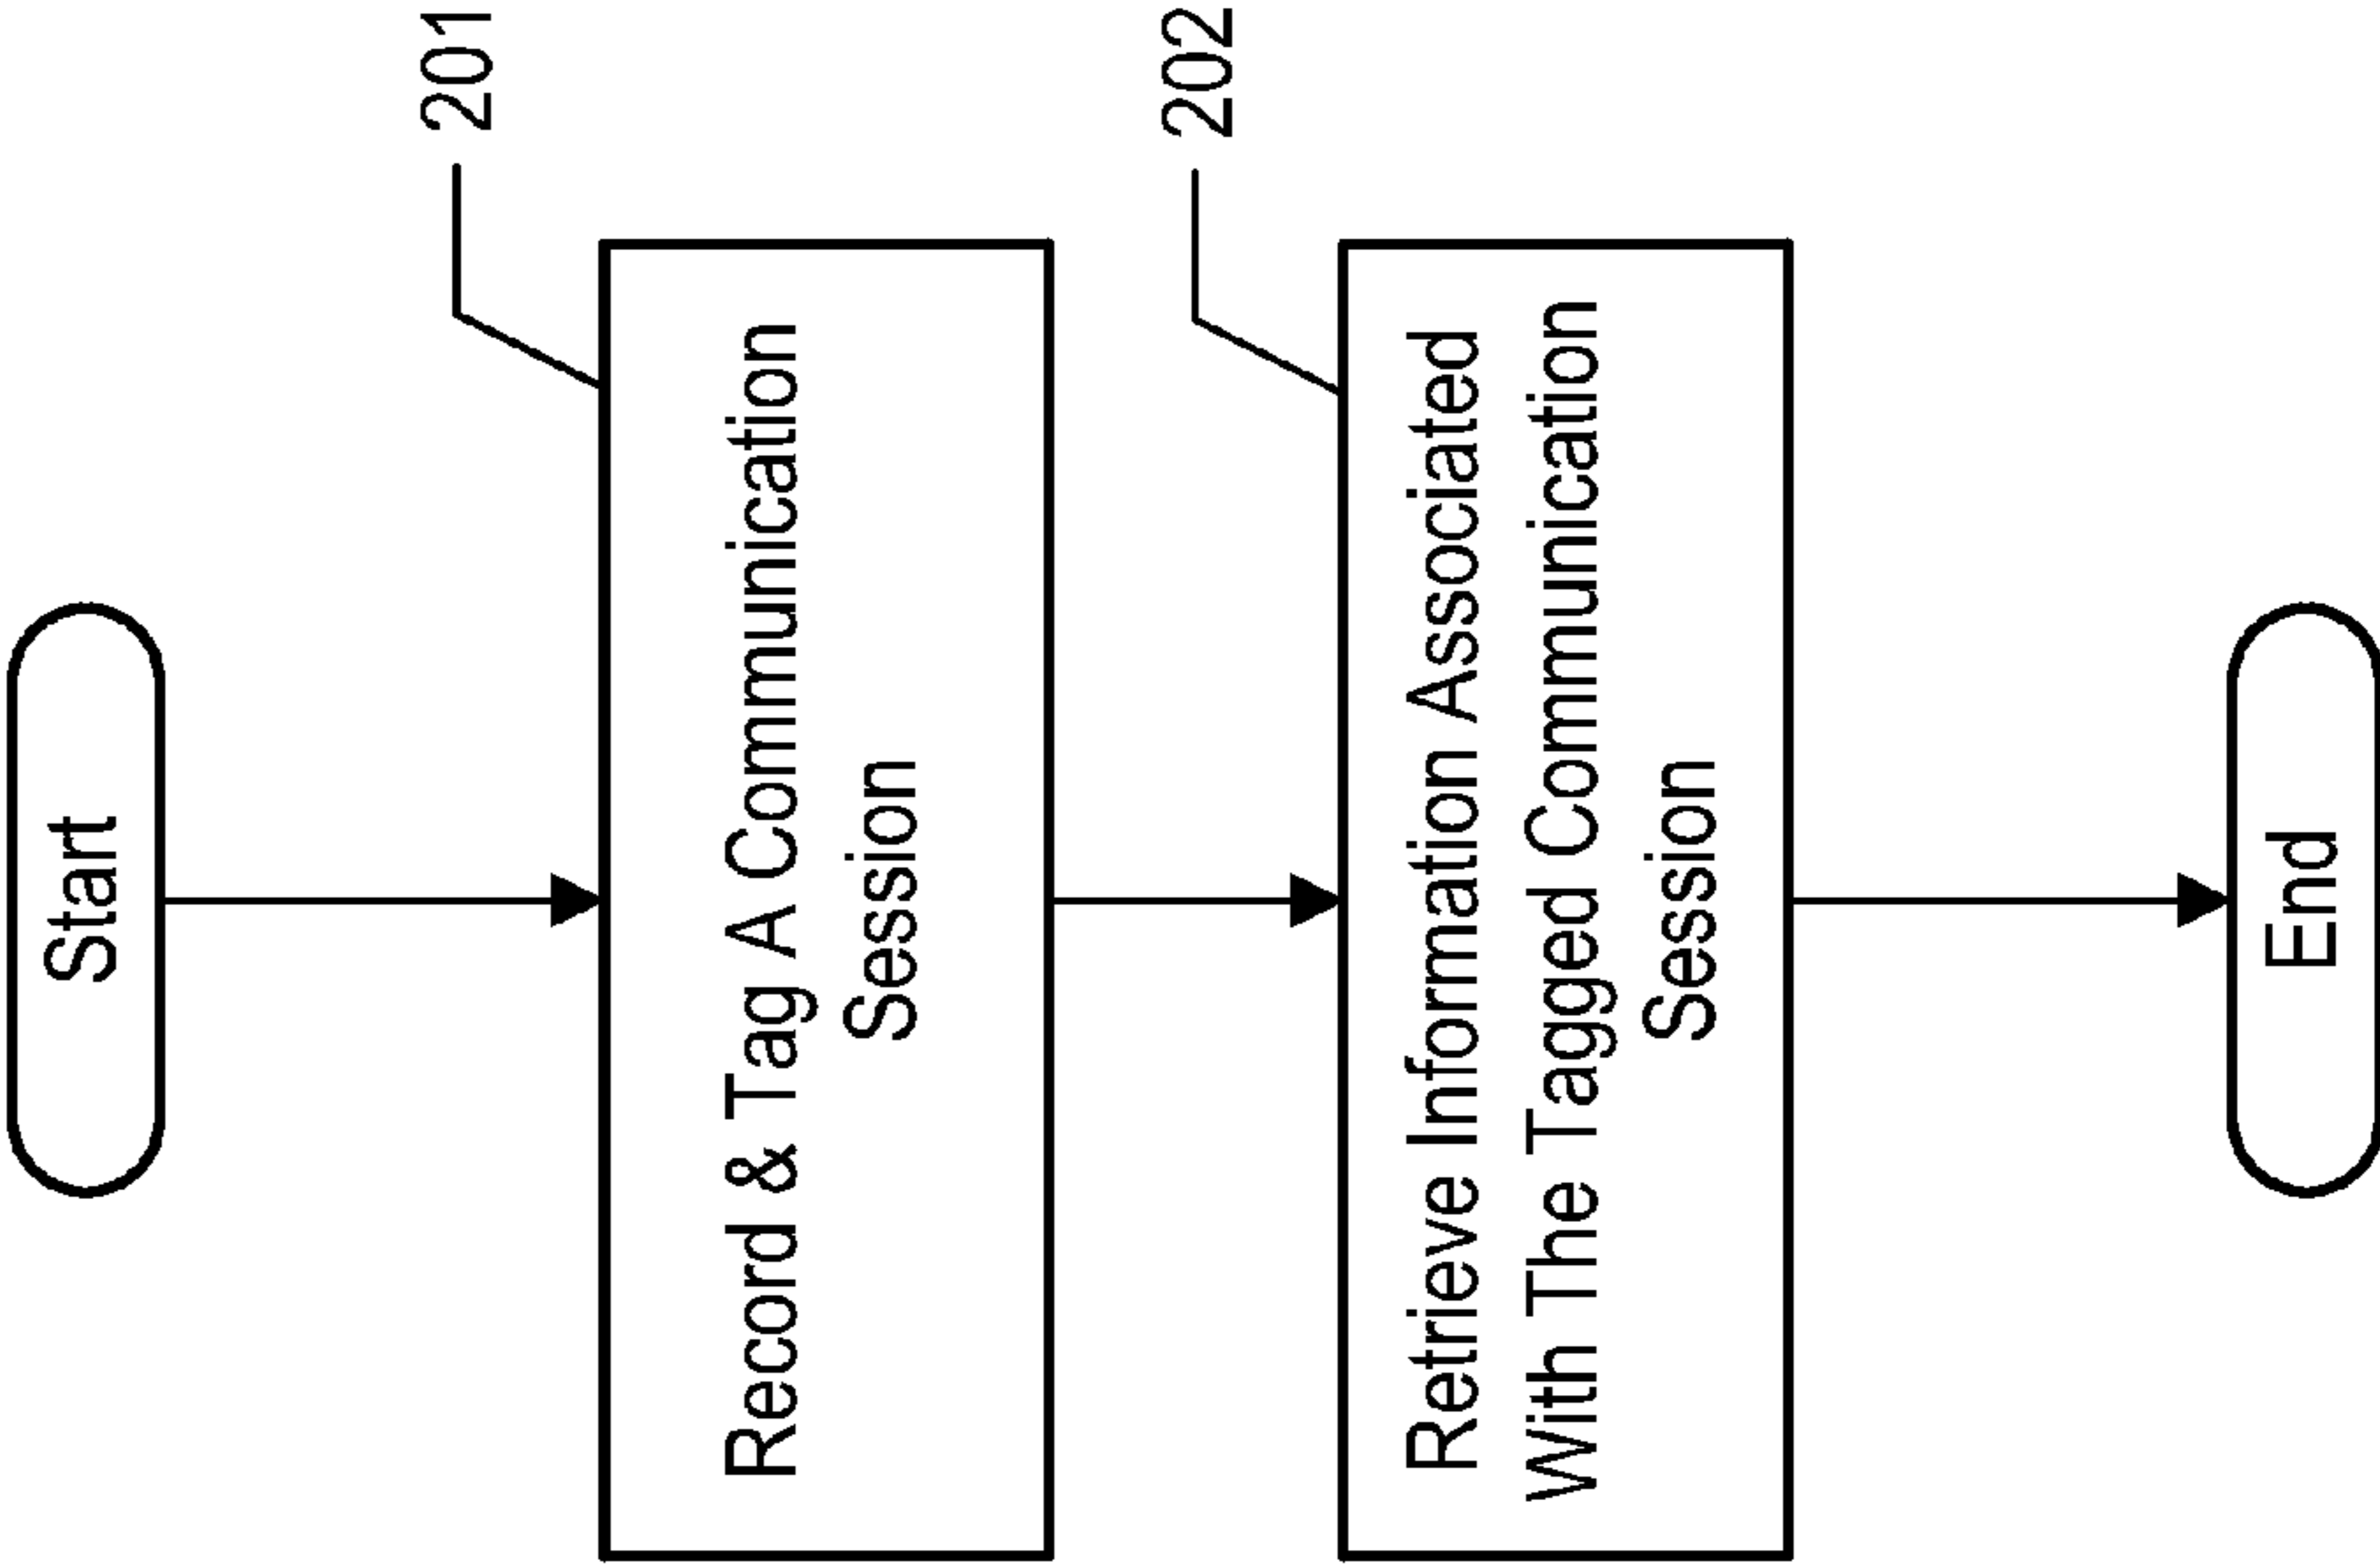 Start
201
Record & Tag A Communication
Session
202
Retrieve Information Associated
With The Tagged Communication
Session
End